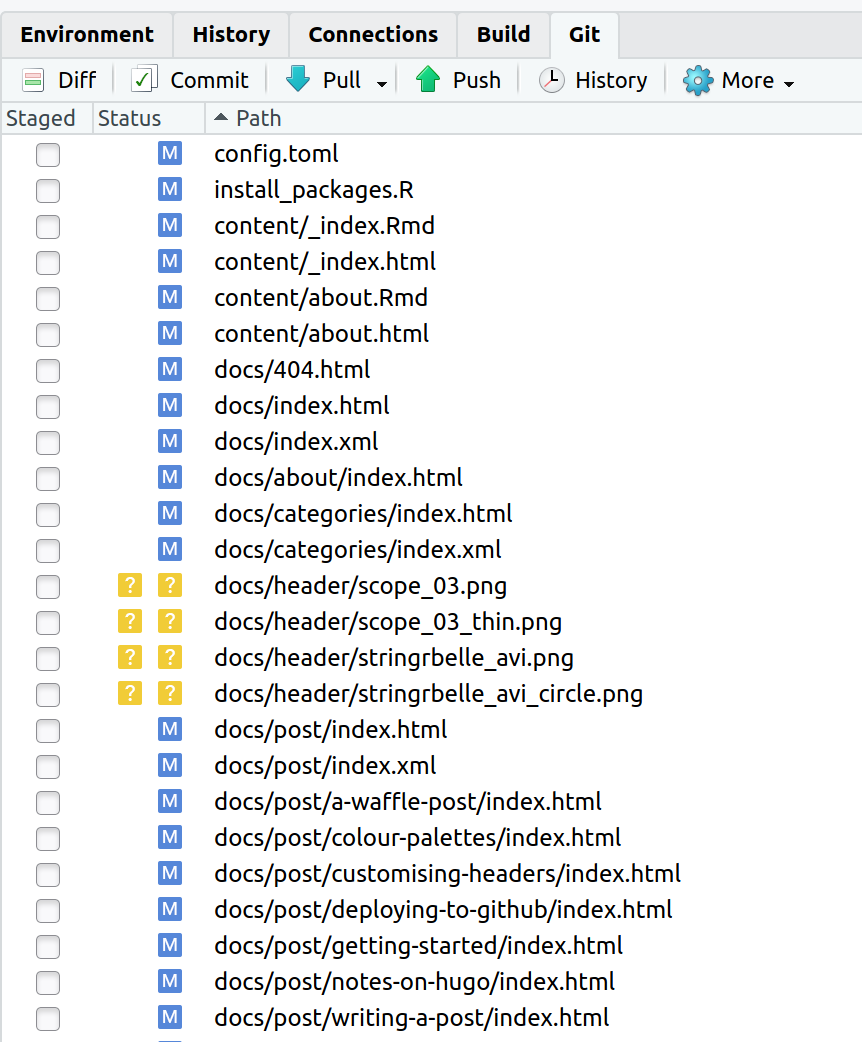 Environment History Connections Build Git
Diff Commit Pull Push History More
Staged Status Path
M config.toml
M install_packages.R
M content/_index.Rmd
M content/_index.html
M content/about.Rmd
M content/about.html
M docs/404.html
M docs/index.html
M docs/index.xml
M docs/about/index.html
M docs/categories/index.html
M docs/categories/index.xml
? ? docs/header/scope_03.png
? ? docs/header/scope_03_thin.png
? ? docs/header/stringrbelle_avi.png
? ? docs/header/stringrbelle_avi_circle.png
M docs/post/index.html
M docs/post/index.xml
M docs/post/a-waffle-post/index.html
M docs/post/colour-palettes/index.html
M docs/post/customising-headers/index.html
M docs/post/deploying-to-github/index.html
M docs/post/getting-started/index.html
M docs/post/notes-on-hugo/index.html
M docs/post/writing-a-post/index.html